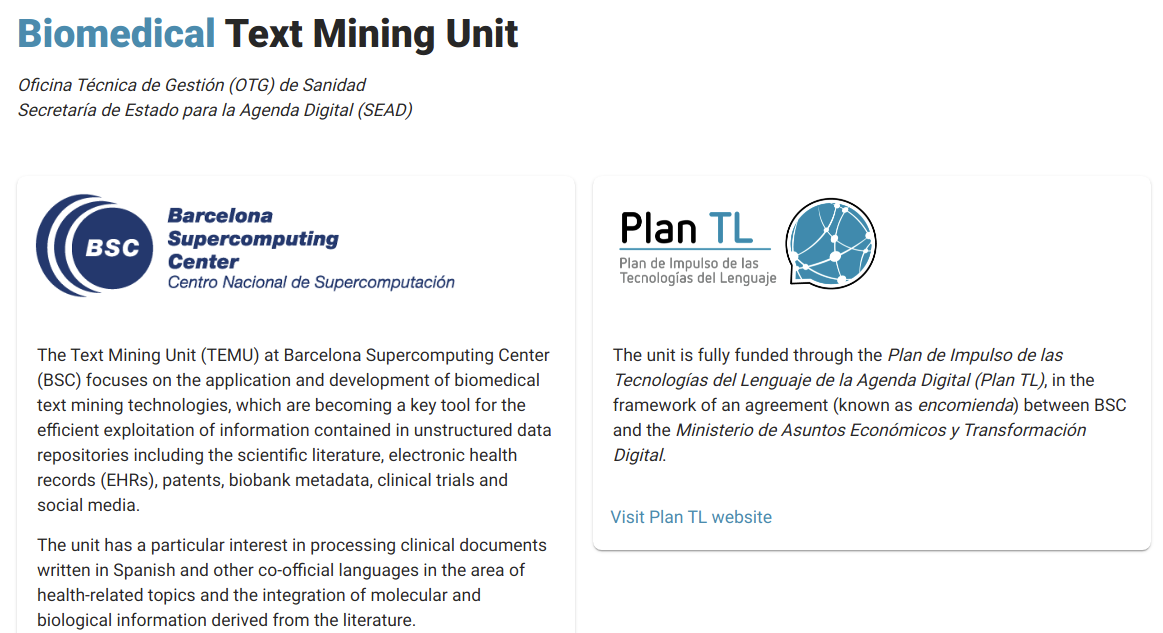 Biomedical Text Mining Unit
Oficina Técnica de Gestión (OTG) de Sanidad
Secretaría de Estado para la Agenda Digital (SEAD)
BSC
Barcelona
Supercomputing
Center
Centro Nacional de Supercomputación
The Text Mining Unit (TEMU) at Barcelona Supercomputing Center
(BSC) focuses on the application and development of biomedical
text mining technologies, which are becoming a key tool for the
efficient exploitation of information contained in unstructured data
repositories including the scientific literature, electronic health
records (EHRs), patents, biobank metadata, clinical trials and
social media.
The unit has a particular interest in processing clinical documents
written in Spanish and other co-official languages in the area of
health-related topics and the integration of molecular and
biological information derived from the literature.
Plan TL
Plan de Impulso de las
Tecnologías del Lenguaje
The unit is fully funded through the Plan de Impulso de las
Tecnologías del Lenguaje de la Agenda Digital (Plan TL), in the
framework of an agreement (known as encomienda) between BSC
and the Ministerio de Asuntos Económicos y Transformación
Digital.
Visit Plan TL website